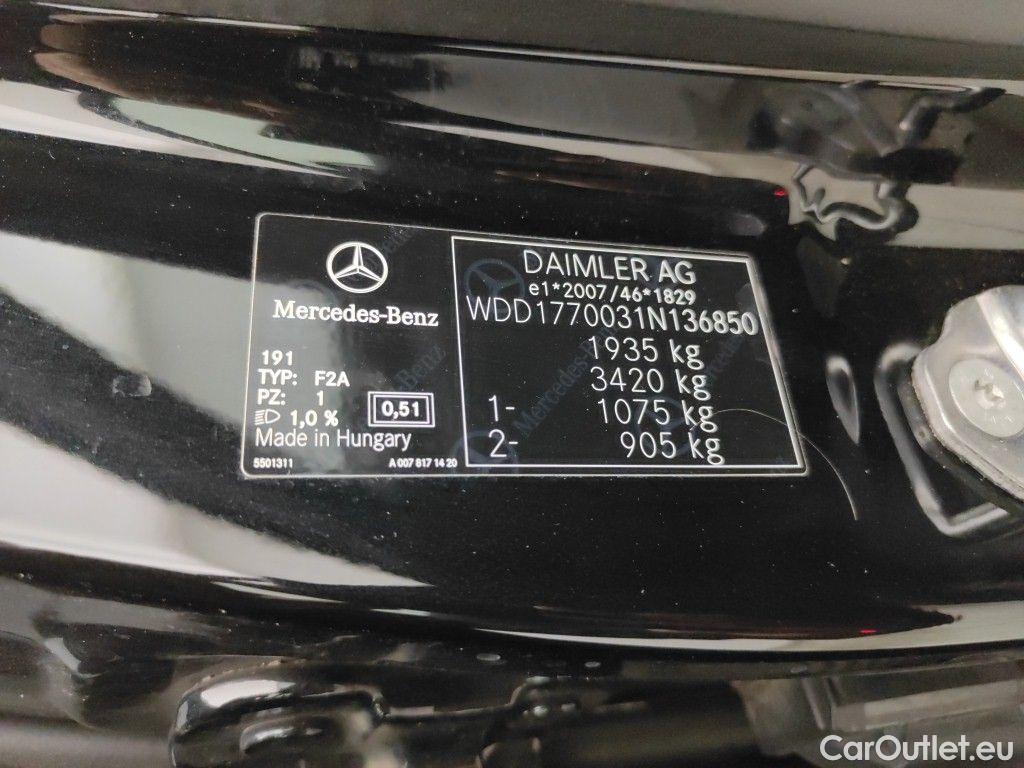 Mercedes-Benz
191
TYP: F2A
PZ: 1
1,0 %
0,51
Made in Hungary
5501311
A 007 817 14 20
DAIMLER AG
e1*2007/46*1829
WDD1770031N136850
1935 kg
3420 kg
1- 1075 kg
2- 905 kg
CarOutlet.eu